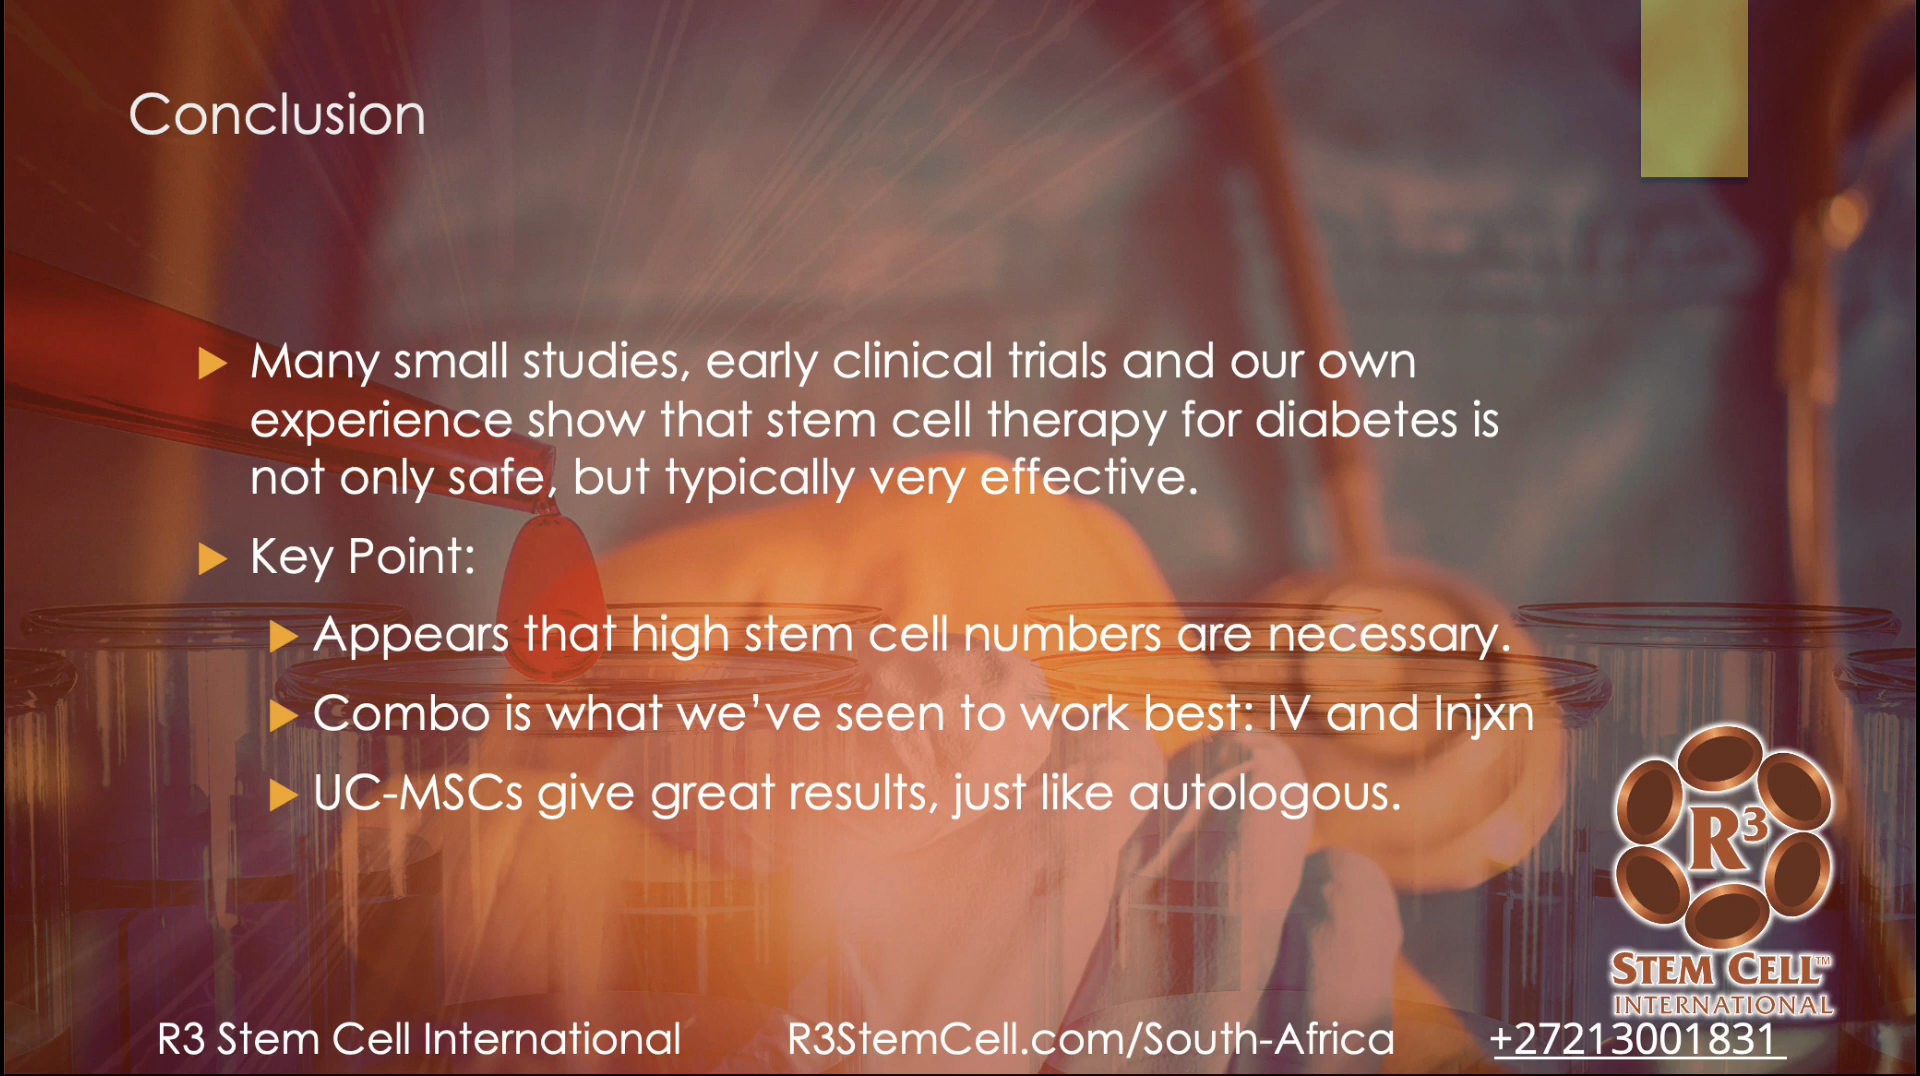 Conclusion
Many small studies, early clinical trials and our own
experience show that stem cell therapy for diabetes is
not only safe, but typically very effective.
Key Point:
Appears that high stem cell numbers are necessary.
Combo is what we’ve seen to work best: IV and Injxn
UC-MSCs give great results, just like autologous.
R3
STEM CELL™
INTERNATIONAL
R3 Stem Cell International R3StemCell.com/South-Africa +27213001831